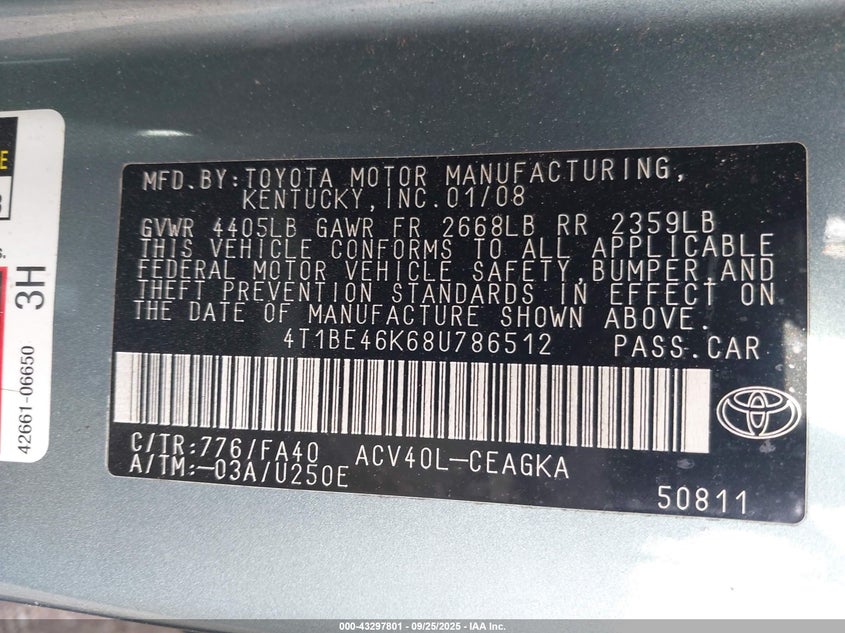 MFD.BY:TOYOTA MOTOR MANUFACTURING,
KENTUCKY,INC.01/08
GVWR 4405LB GAWR FR 2668LB RR 2359LB
THIS VEHICLE CONFORMS TO ALL APPLICABLE
FEDERAL MOTOR VEHICLE SAFETY,BUMPER,AND
THEFT PREVENTION STANDARDS IN EFFECT ON
THE DATE OF MANUFACTURE SHOWN ABOVE.
4T1BE46K68U786512 PASS.CAR
C/TR:776/FA40 ACV40L-CEAGKA
A/TM:-03A/U250E
50811
3H
42661-06650
000-43297801 - 09/25/2025 - IAA Inc.